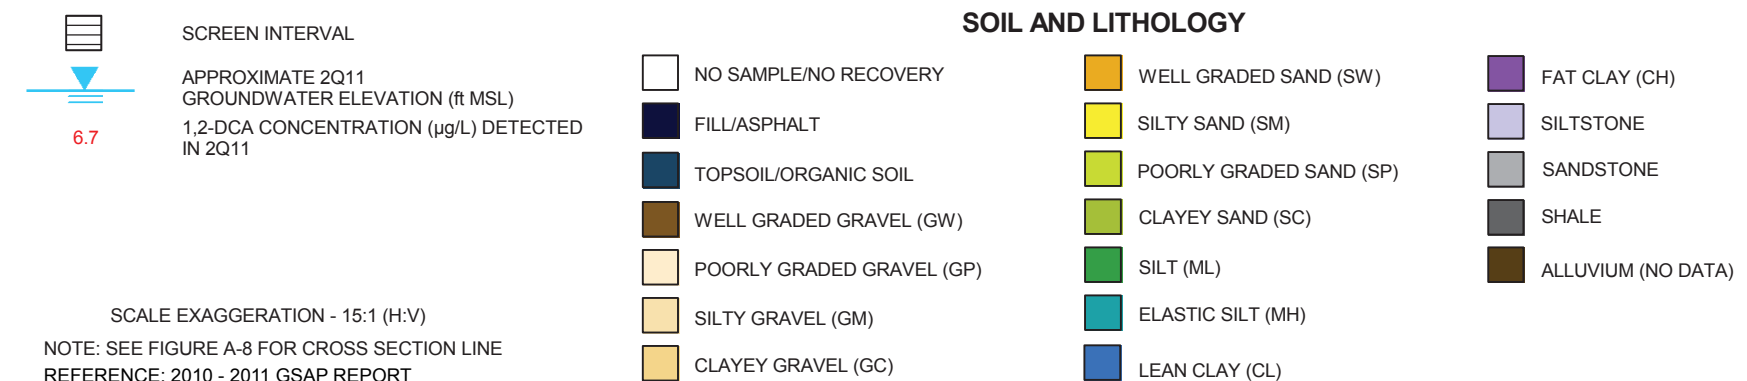 SCREEN INTERVAL
APPROXIMATE 2Q11
GROUNDWATER ELEVATION (ft MSL)
6.7
1,2-DCA CONCENTRATION (µg/L) DETECTED
IN 2Q11
SCALE EXAGGERATION - 15:1 (H:V)
NOTE: SEE FIGURE A-8 FOR CROSS SECTION LINE
REFERENCE: 2010 - 2011 GSAP REPORT
SOIL AND LITHOLOGY
NO SAMPLE/NO RECOVERY
FILL/ASPHALT
TOPSOIL/ORGANIC SOIL
WELL GRADED GRAVEL (GW)
POORLY GRADED GRAVEL (GP)
SILTY GRAVEL (GM)
CLAYEY GRAVEL (GC)
WELL GRADED SAND (SW)
SILTY SAND (SM)
POORLY GRADED SAND (SP)
CLAYEY SAND (SC)
SILT (ML)
ELASTIC SILT (MH)
LEAN CLAY (CL)
FAT CLAY (CH)
SILTSTONE
SANDSTONE
SHALE
ALLUVIUM (NO DATA)